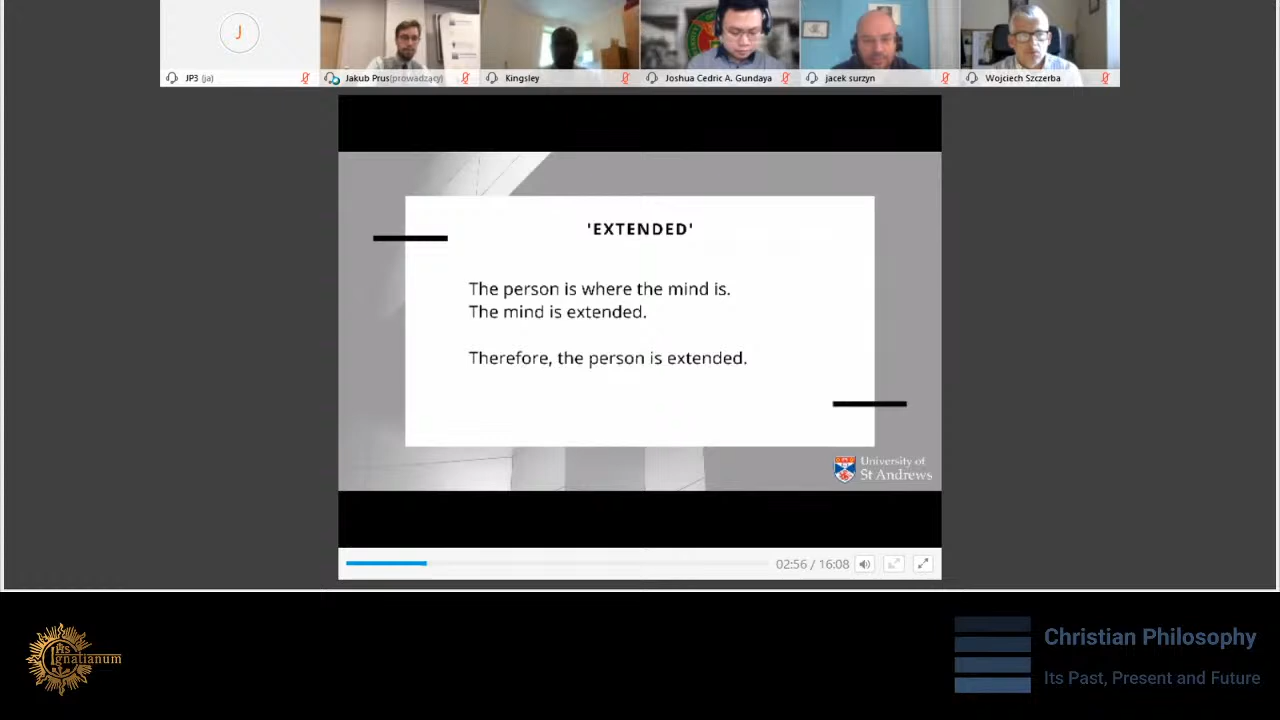 J
JP3 (ja)
Jakub Prus(prowadzący)
Kingsley
Joshua Cedric A. Gundaya
jacek surzyn
Wojciech Szczerba
'EXTENDED'
The person is where the mind is.
The mind is extended.
Therefore, the person is extended.
University of
St Andrews
02:56 / 16:08
Ignatianum
Christian Philosophy
Its Past, Present and Future